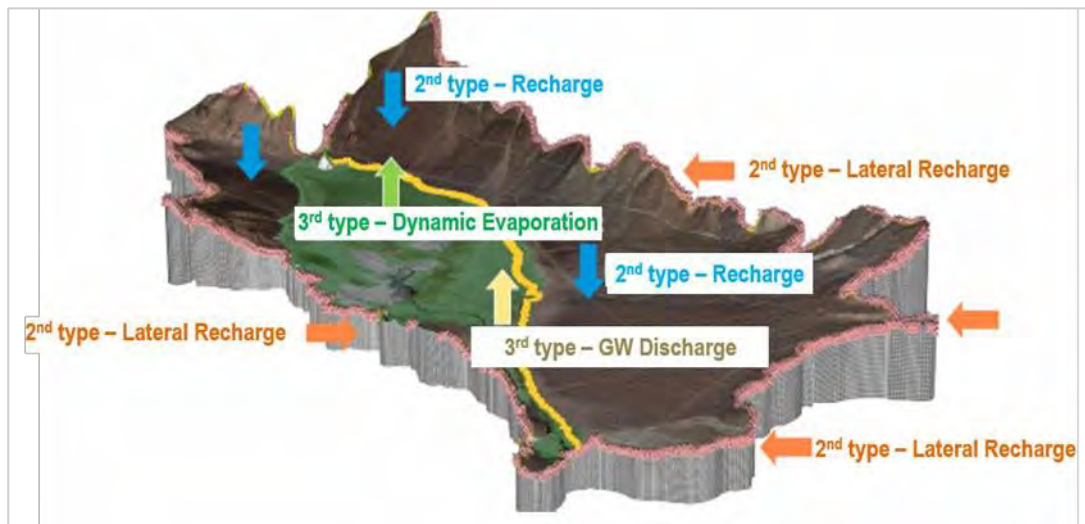 2nd type – Recharge
2nd type – Lateral Recharge
3rd type – Dynamic Evaporation
2nd type – Recharge
2nd type – Lateral Recharge
3rd type – GW Discharge
2nd type – Lateral Recharge